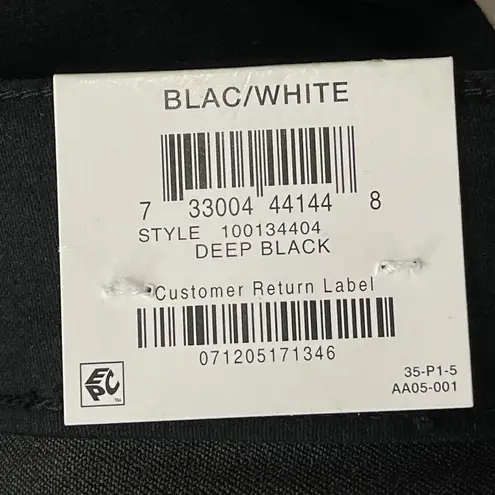 BLAC/WHITE
7 33004 44144 8
STYLE 100134404
DEEP BLACK
Customer Return Label
071205171346
EPC™
35-P1-5
AA05-001